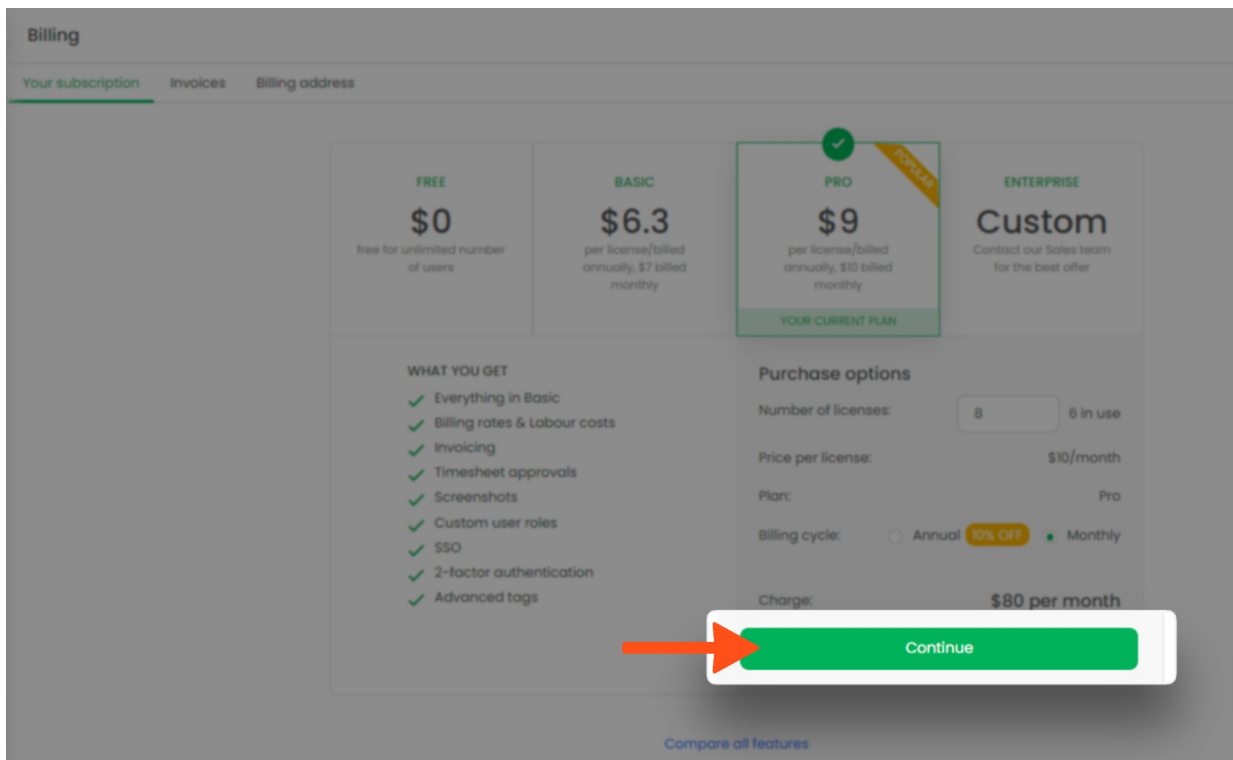 Billing
Your subscription Invoices Billing address
POPULAR
FREE
$0
free for unlimited number
of users
BASIC
$6.3
per license/billed
annually, $7 billed
monthly
PRO
$9
per license/billed
annually, $10 billed
monthly
YOUR CURRENT PLAN
ENTERPRISE
Custom
Contact our Sales team
for the best offer
WHAT YOU GET
Everything in Basic
Billing rates & Labour costs
Invoicing
Timesheet approvals
Screenshots
Custom user roles
SSO
2-factor authentication
Advanced tags
Purchase options
Number of licenses: 8 6 in use
Price per license: $10/month
Plan: Pro
Billing cycle: Annual 10% OFF Monthly
Charge: $80 per month
Continue
Compare all features